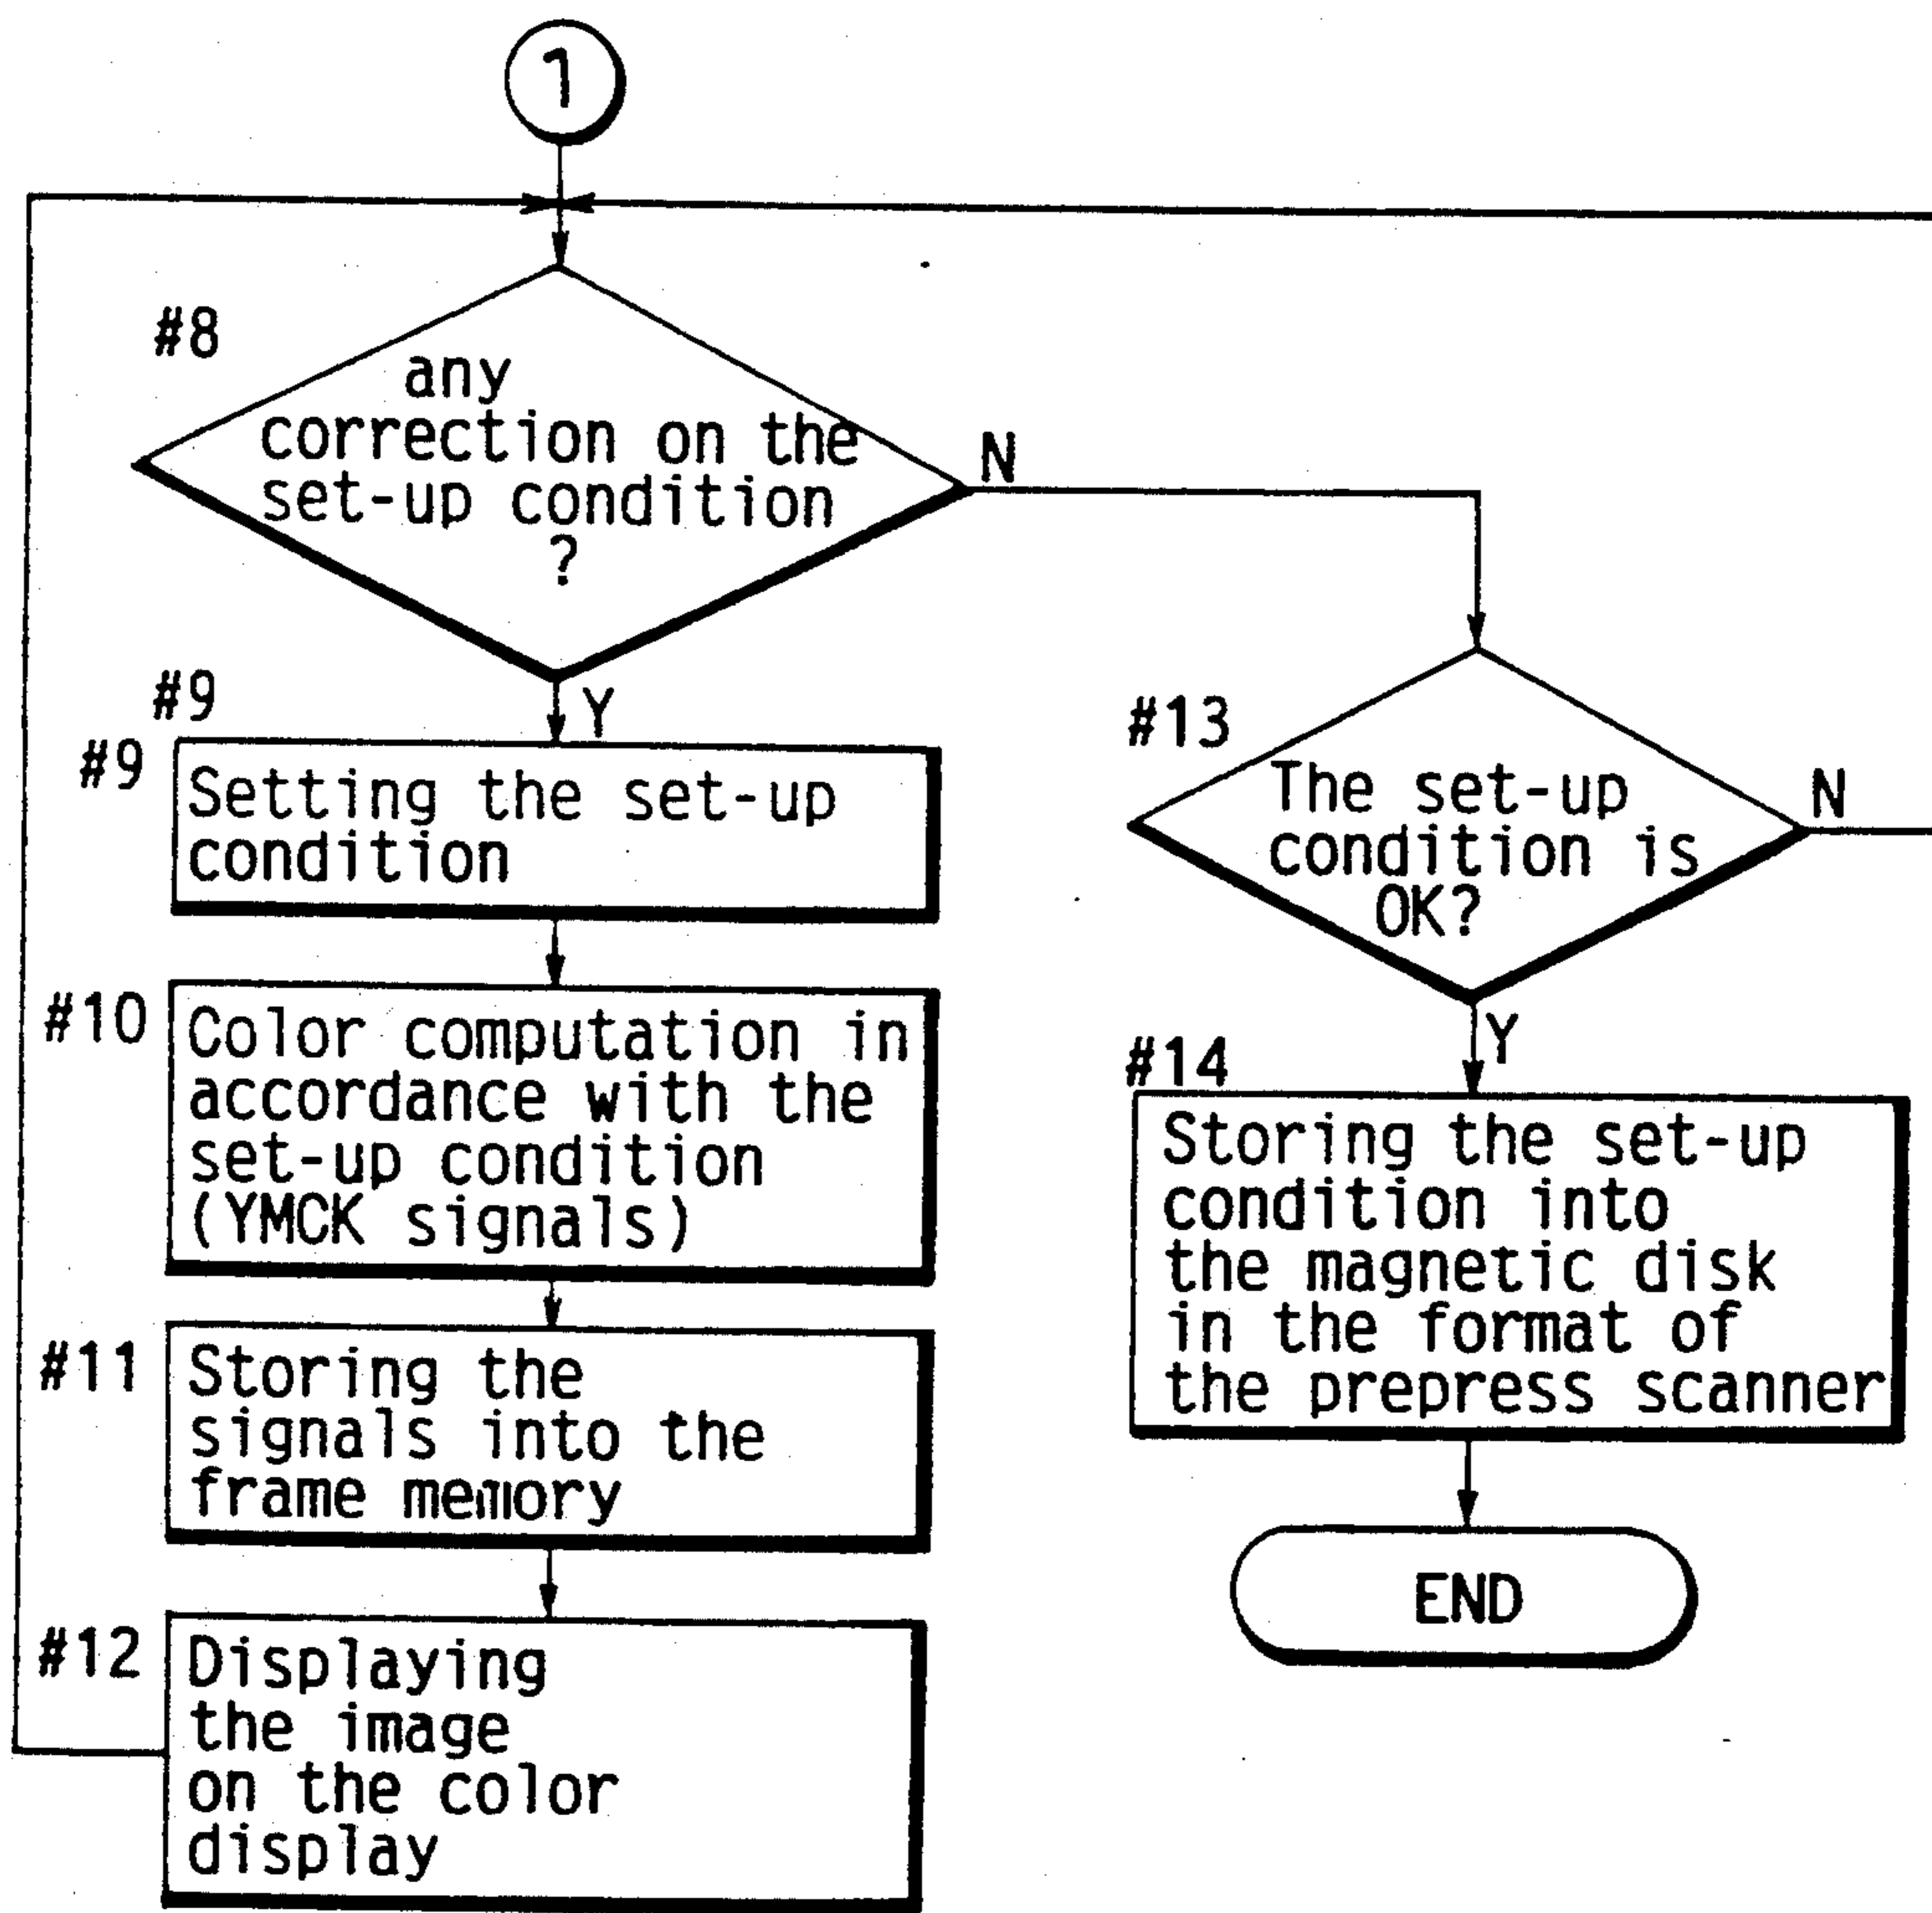 1
#8
any
correction on the
set-up condition
?
N
Y
#9
#9
Setting the set-up
condition
#10
Color computation in
accordance with the
set-up condition
(YMCK signals)
#11
Storing the
signals into the
frame memory
#12
Displaying
the image
on the color
display
#13
The set-up
condition is
OK?
N
Y
#14
Storing the set-up
condition into
the magnetic disk
in the format of
the prepress scanner
END